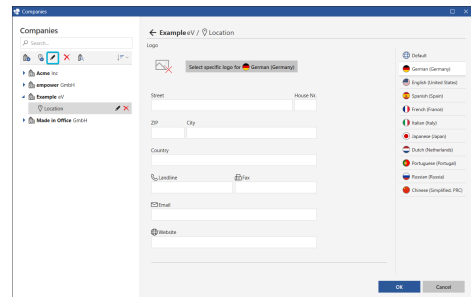 Companies
Companies
Search...
Acme inc
empower GmbH
Example eV
Location
Made in Office GmbH
Example eV / Location
Logo
Select specific logo for German (Germany)
Street
House Nr.
ZIP
City
Country
Landline
Fax
Email
Website
Default
German (Germany)
English (United States)
Spanish (Spain)
French (France)
Italian (Italy)
Japanese (Japan)
Dutch (Netherlands)
Portuguese (Portugal)
Russian (Russia)
Chinese (Simplified, PRC)
OK
Cancel